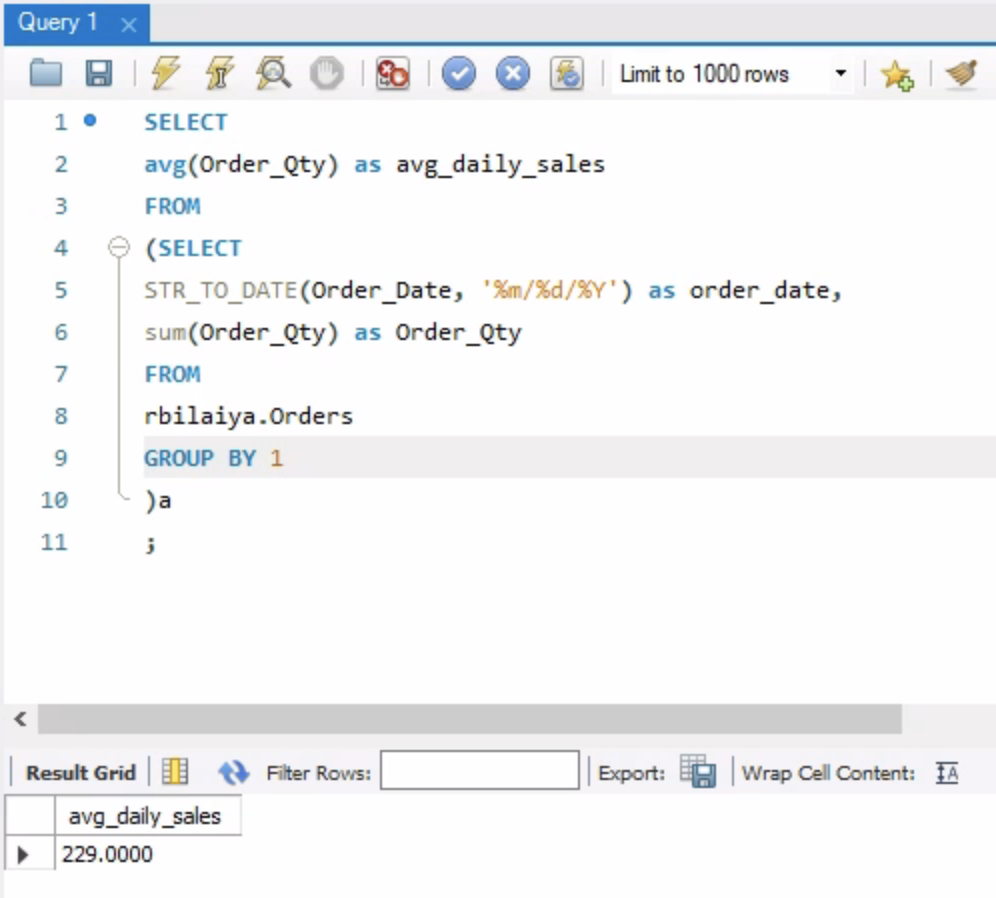 Query 1
Limit to 1000 rows
1 SELECT
2 avg(Order_Qty) as avg_daily_sales
3 FROM
4 (SELECT
5 STR_TO_DATE(Order_Date, '%m/%d/%Y') as order_date,
6 sum(Order_Qty) as Order_Qty
7 FROM
8 rbilaiya.Orders
9 GROUP BY 1
10 )a
11 ;
Result Grid Filter Rows: Export: Wrap Cell Content:
avg_daily_sales
229.0000